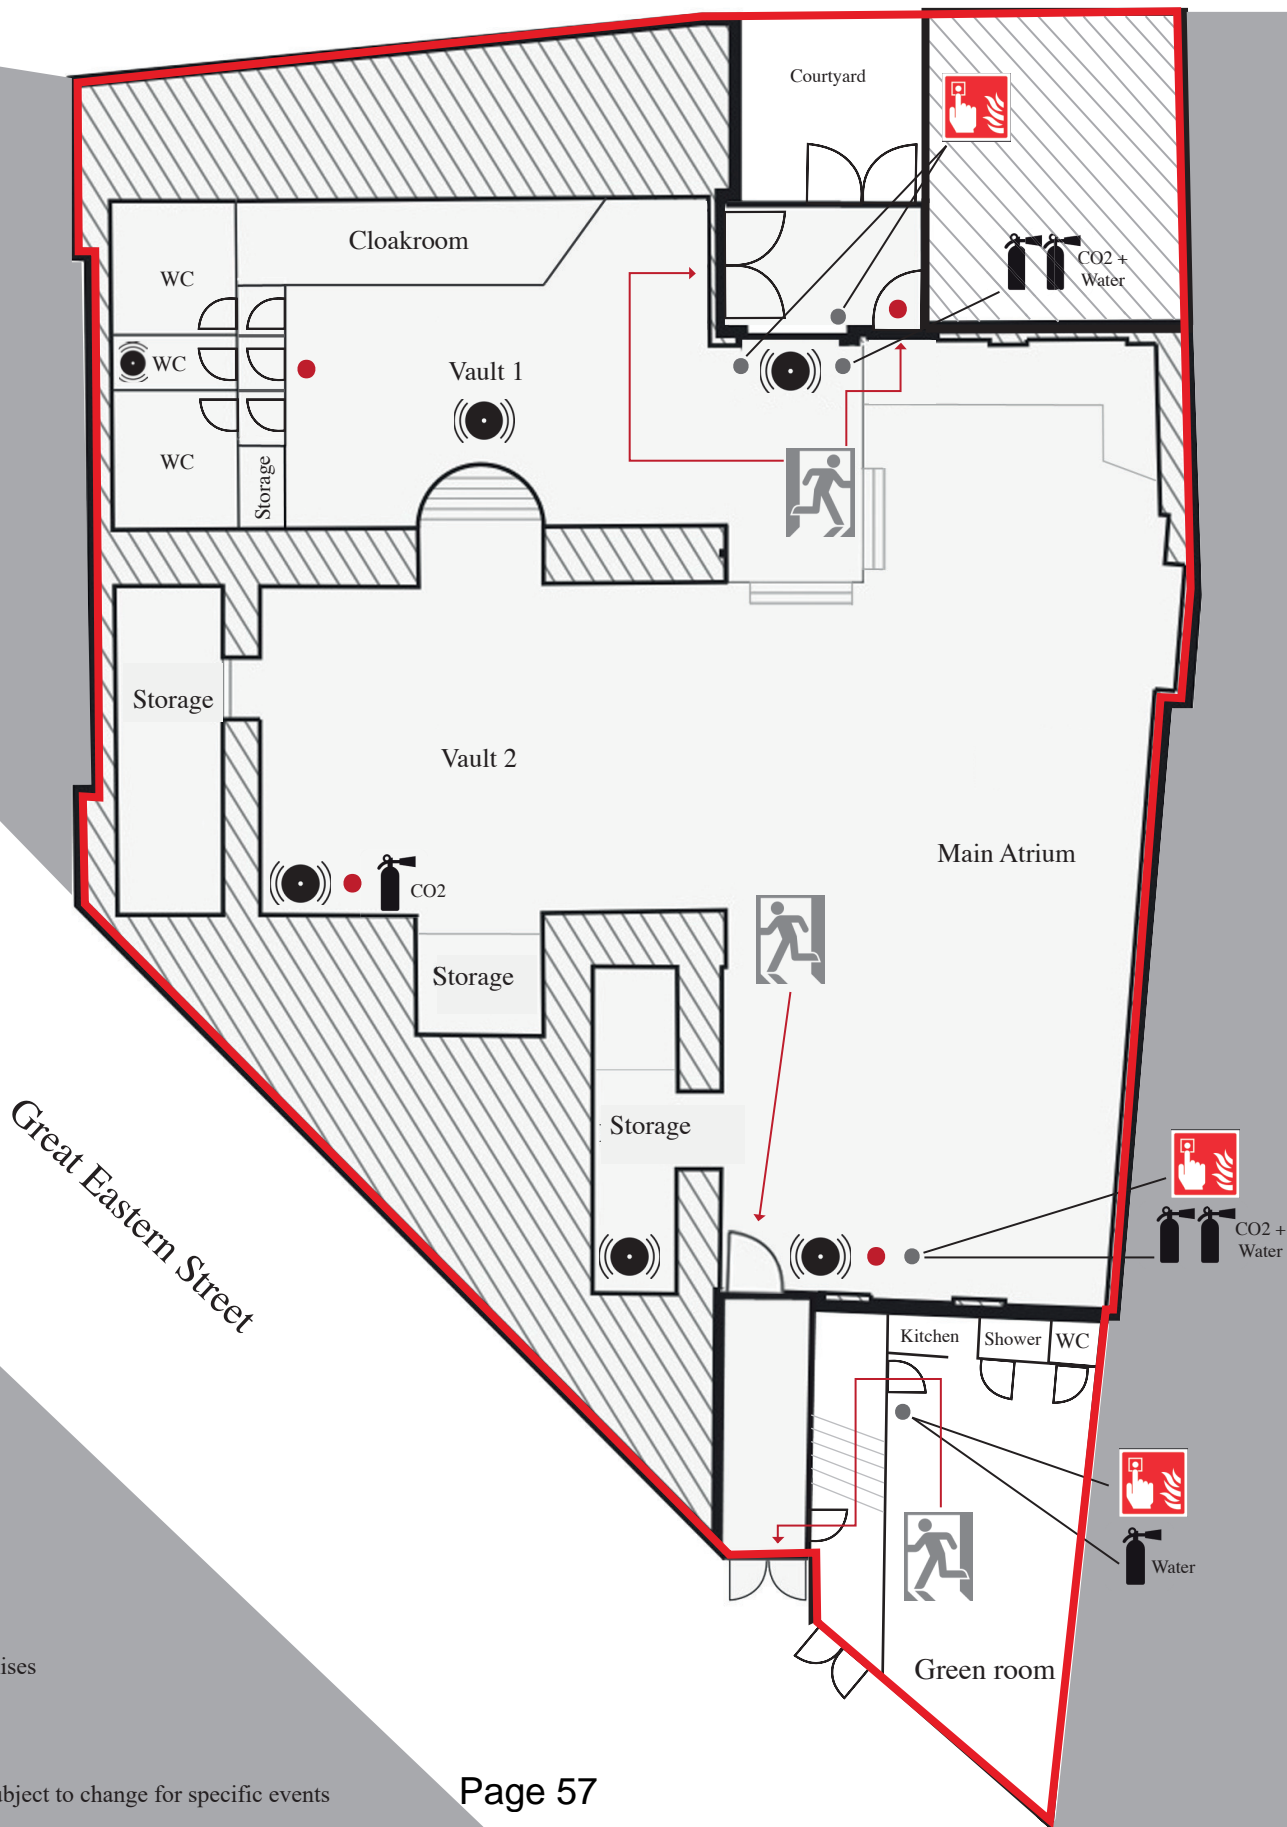 Courtyard
CO2 +
Water
Cloakroom
WC
WC
Vault 1
WC
Storage
Storage
Vault 2
Main Atrium
CO2
Storage
Storage
Great Eastern Street
CO2 +
Water
Kitchen
Shower
WC
Water
Green room
ises
bject to change for specific events
Page 57